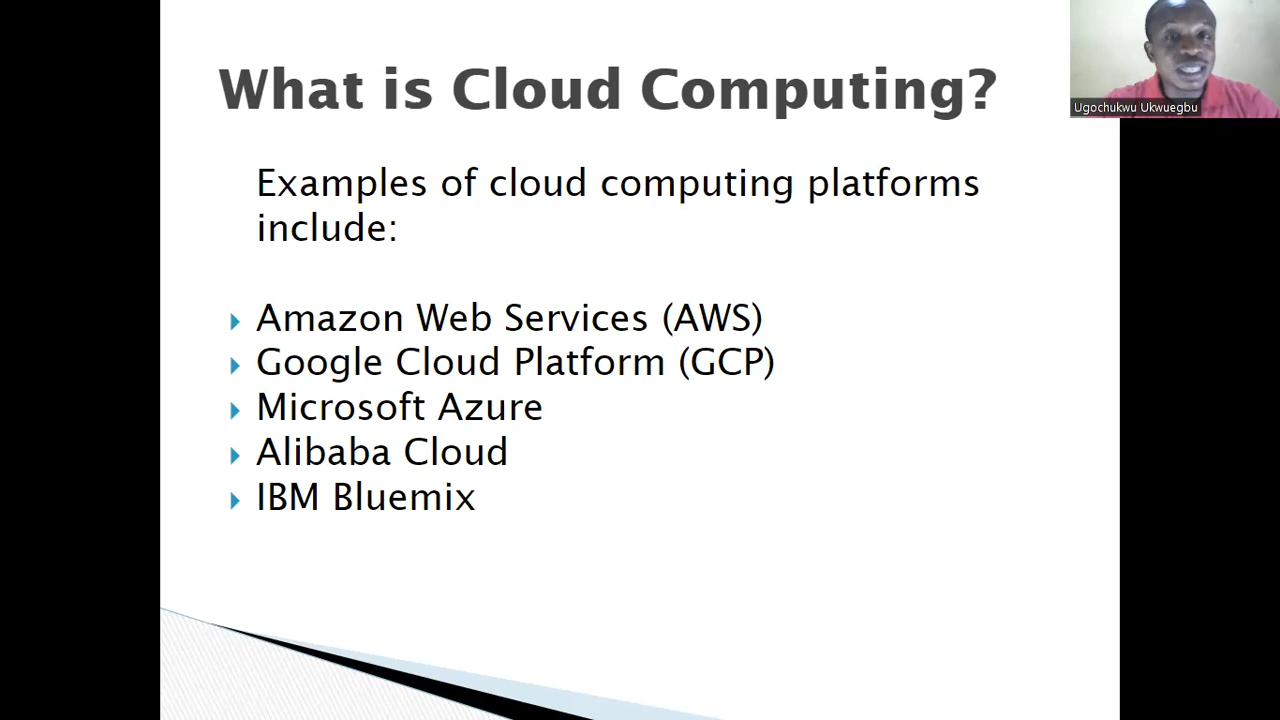 What is Cloud Computing?
Ugochukwu Ukwuegbu
Examples of cloud computing platforms
include:
Amazon Web Services (AWS)
Google Cloud Platform (GCP)
Microsoft Azure
Alibaba Cloud
IBM Bluemix